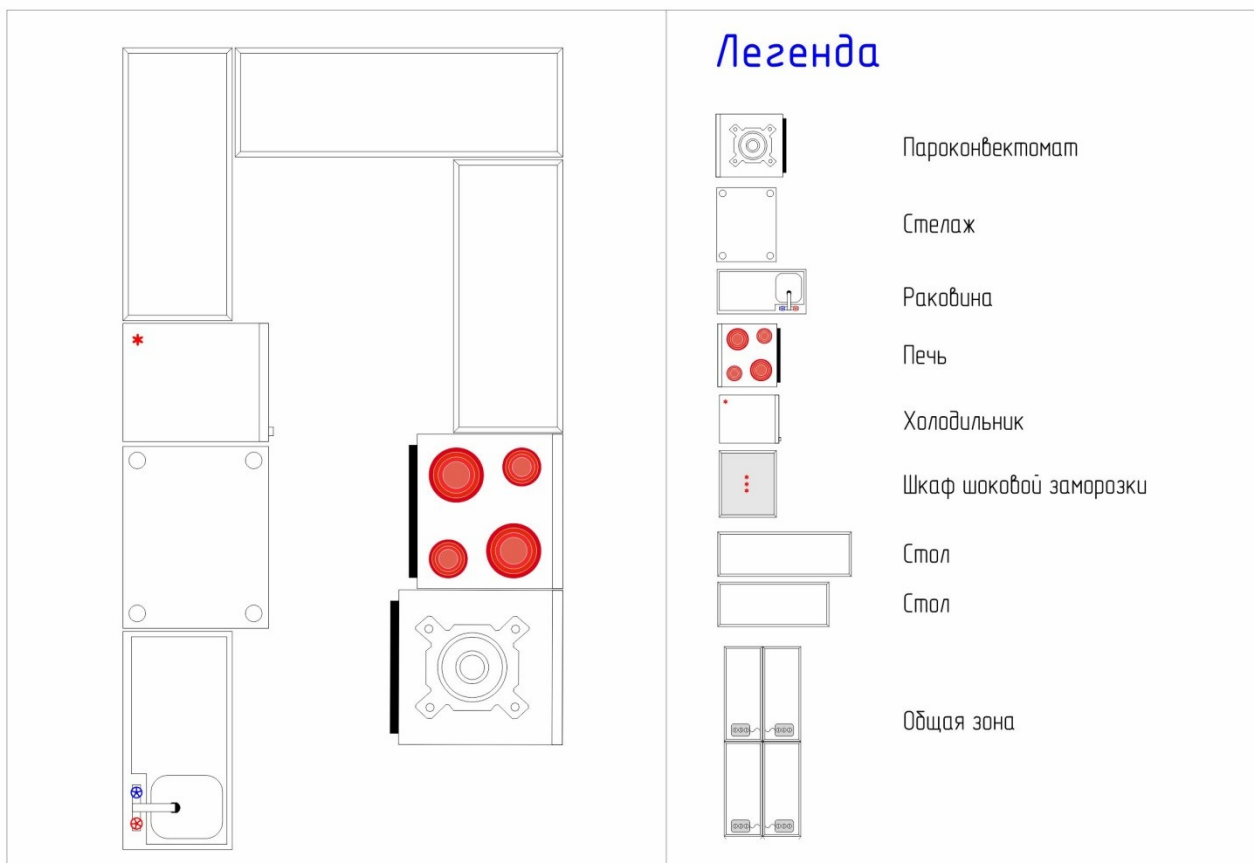 Легенда
Пароконвектомат
Стелаж
Раковина
Печь
Холодильник
Шкаф шоковой заморозки
Стол
Стол
Общая зона